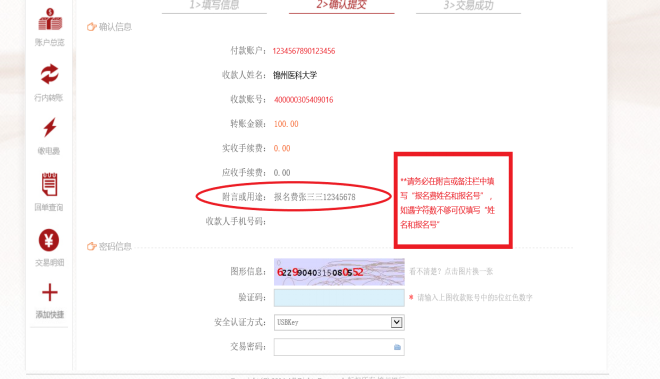 1>填写信息
2>确认提交
3>交易成功
账户总览
行内转账
缴电费
回单查询
交易明细
添加快捷
确认信息
付款账户: 1234567890123456
收款人姓名: 锦州医科大学
收款账号: 400000305409016
转账金额: 100.00
实收手续费: 0.00
应收手续费: 0.00
附言或用途: 报名费张三三12345678
收款人手机号码:
**请务必在附言或备注栏中填
写“报名费姓名和报名号”,
如遇字符数不够可仅填写“姓
名和报名号”
密码信息
图形信息: 62299040315080552 看不清楚?点击图片换一张
验证码: * 请输入上图收款账号中的5位红色数字
安全认证方式: USBKey
交易密码: